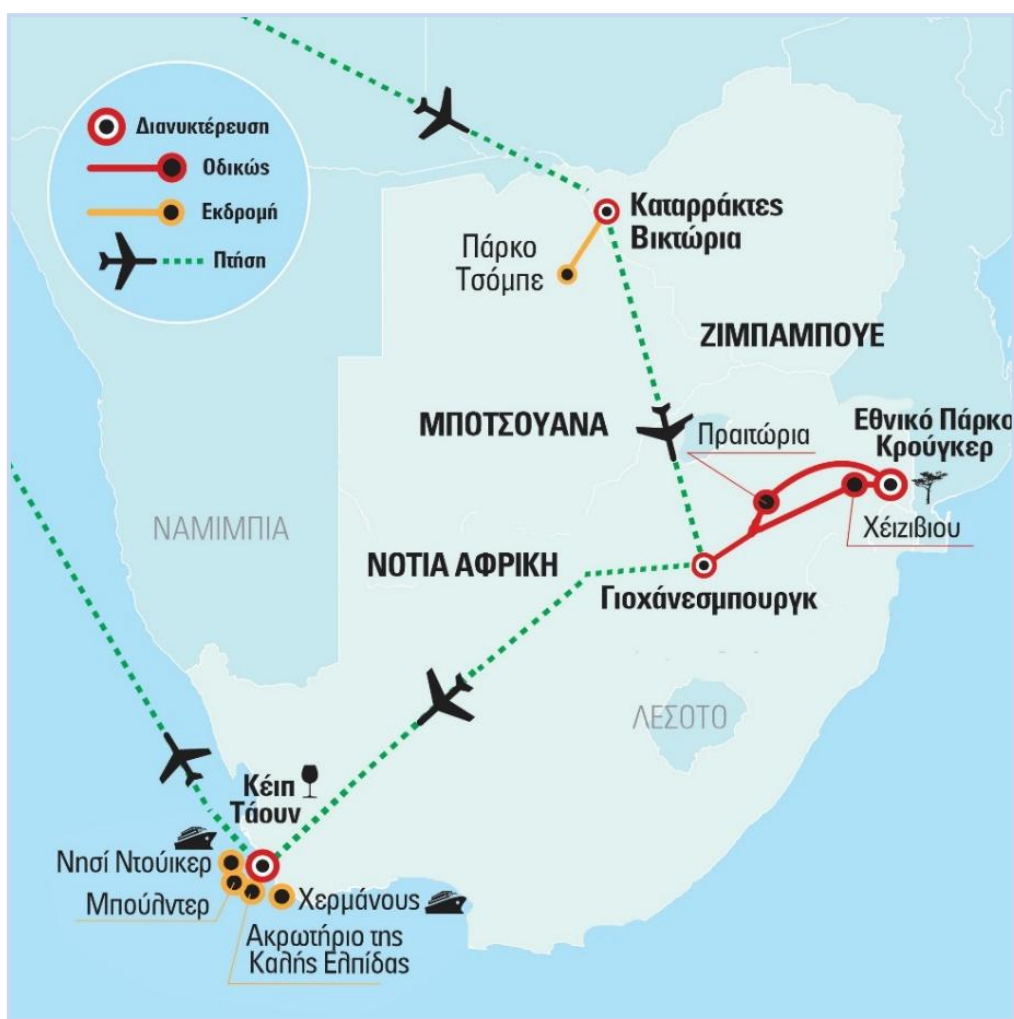 Διανυκτέρευση
Οδικώς
Εκδρομή
Πτήση
Καταρράκτες
Βικτώρια
Πάρκο
Τσόμπε
ΖΙΜΠΑΜΠΟΥΕ
ΜΠΟΤΣΟΥΑΝΑ
Πραιτώρια
Εθνικό Πάρκο
Κρούγκερ
Χέιζιβιου
ΝΑΜΙΜΠΙΑ
ΝΟΤΙΑ ΑΦΡΙΚΗ
Γιοχάνεσμπουργκ
ΛΕΣΟΤΟ
Κέιπ
Τάουν
Νησί Ντούικερ
Μπούλντερ
Χερμάνους
Ακρωτήριο της
Καλής Ελπίδας